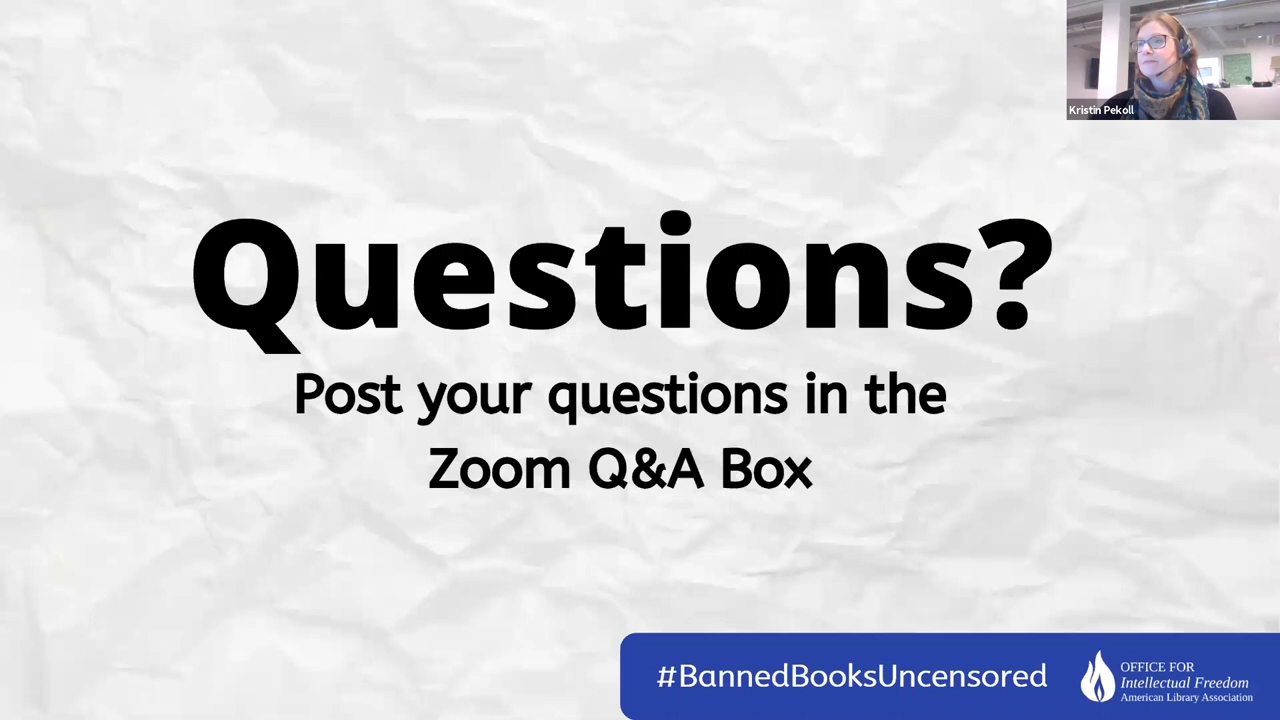 Kristin Pekoll
Questions?
Post your questions in the
Zoom Q&A Box
#BannedBooksUncensored
OFFICE FOR
Intellectual Freedom
American Library Association